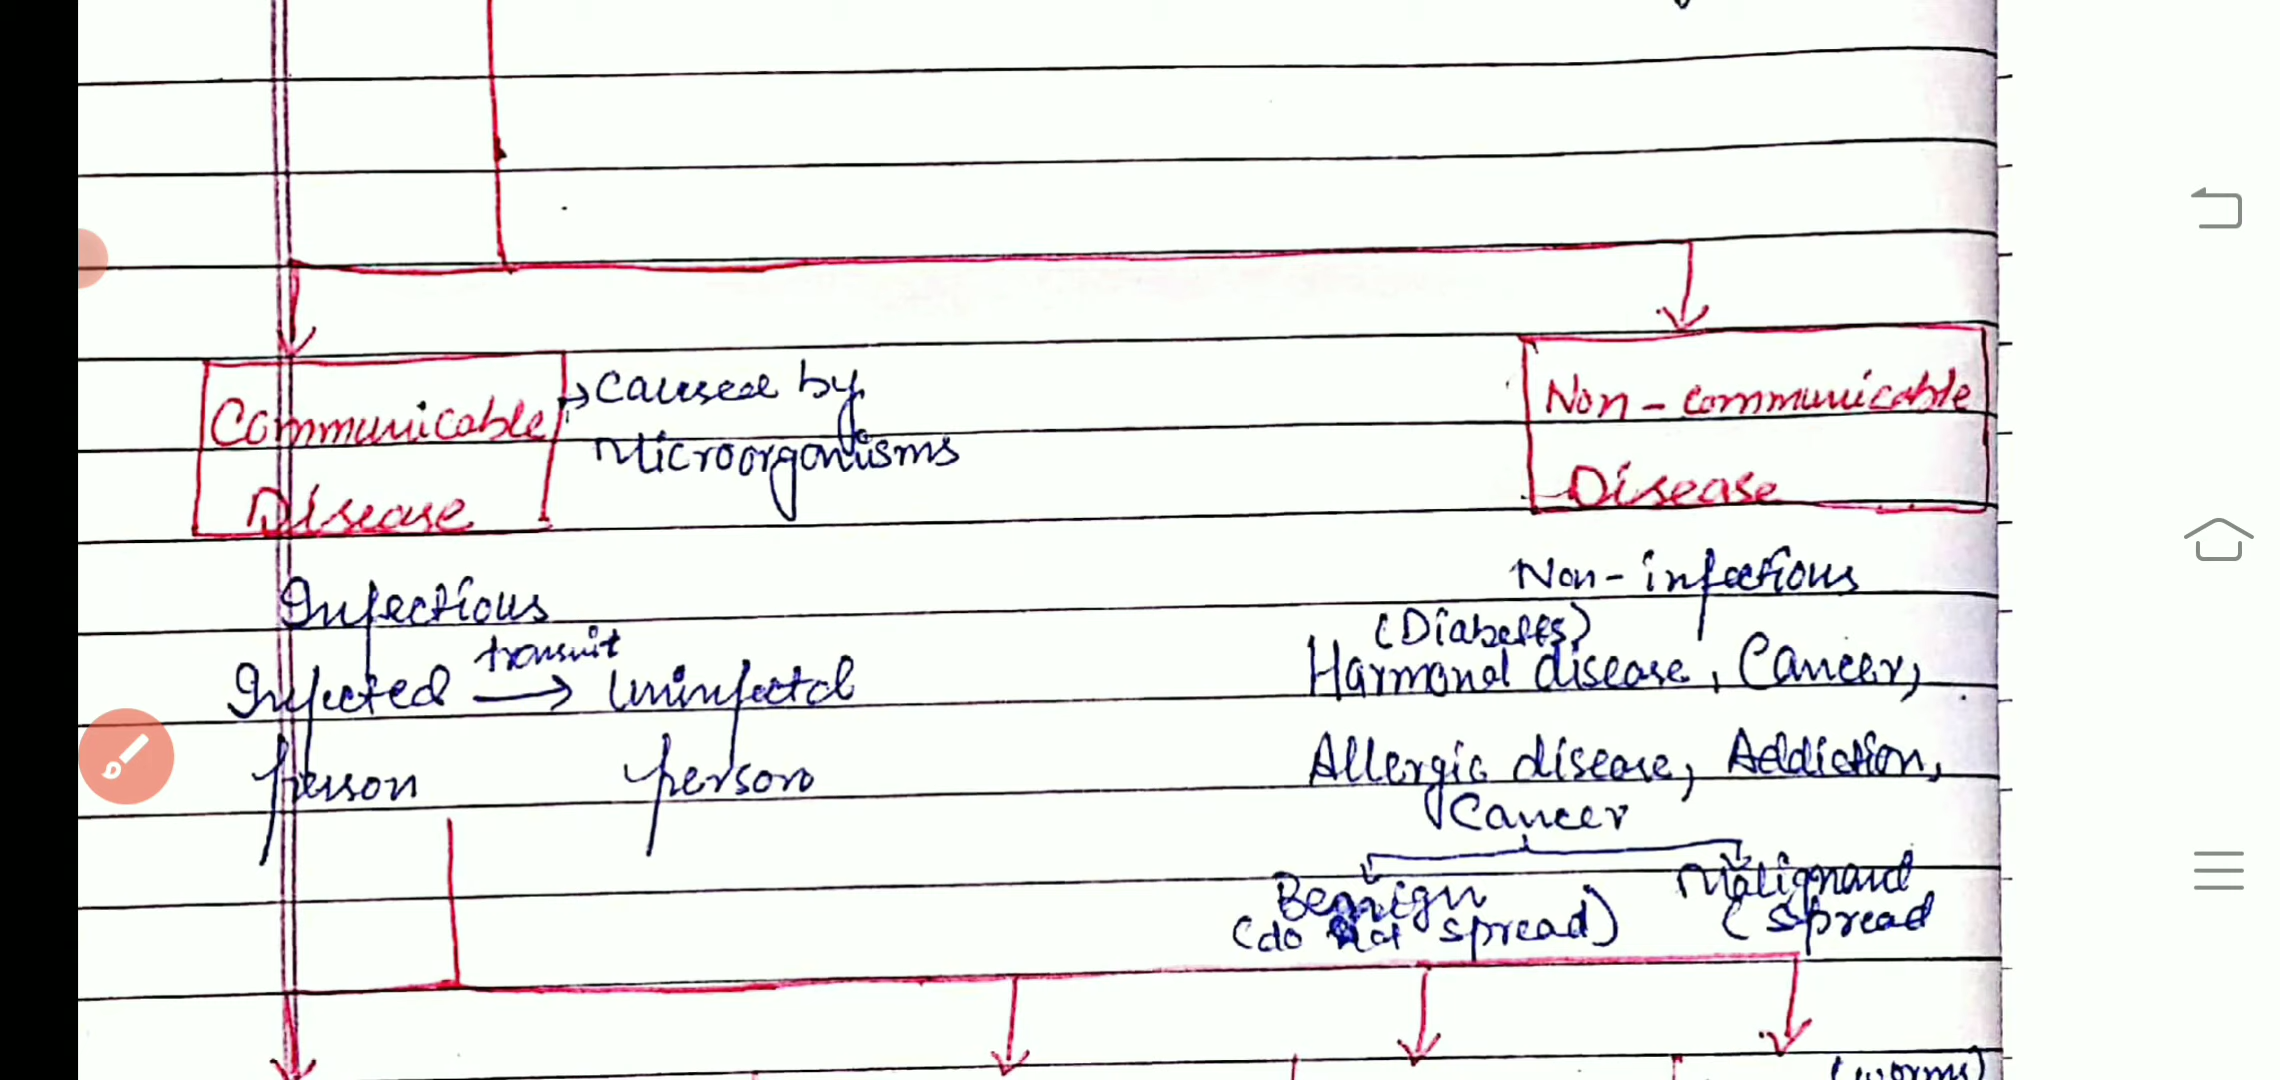 Communicable
Disease
→ caused by
Microorganisms
Non-communicable
Disease
Infectious
Infected transmit → Uninfected
person person
Non-infectious
(Diabetes)
Harmonal disease, Cancer,
Allergic disease, Addiction,
Cancer
Benign
(do not spread)
Malignand
(spread
(worms)